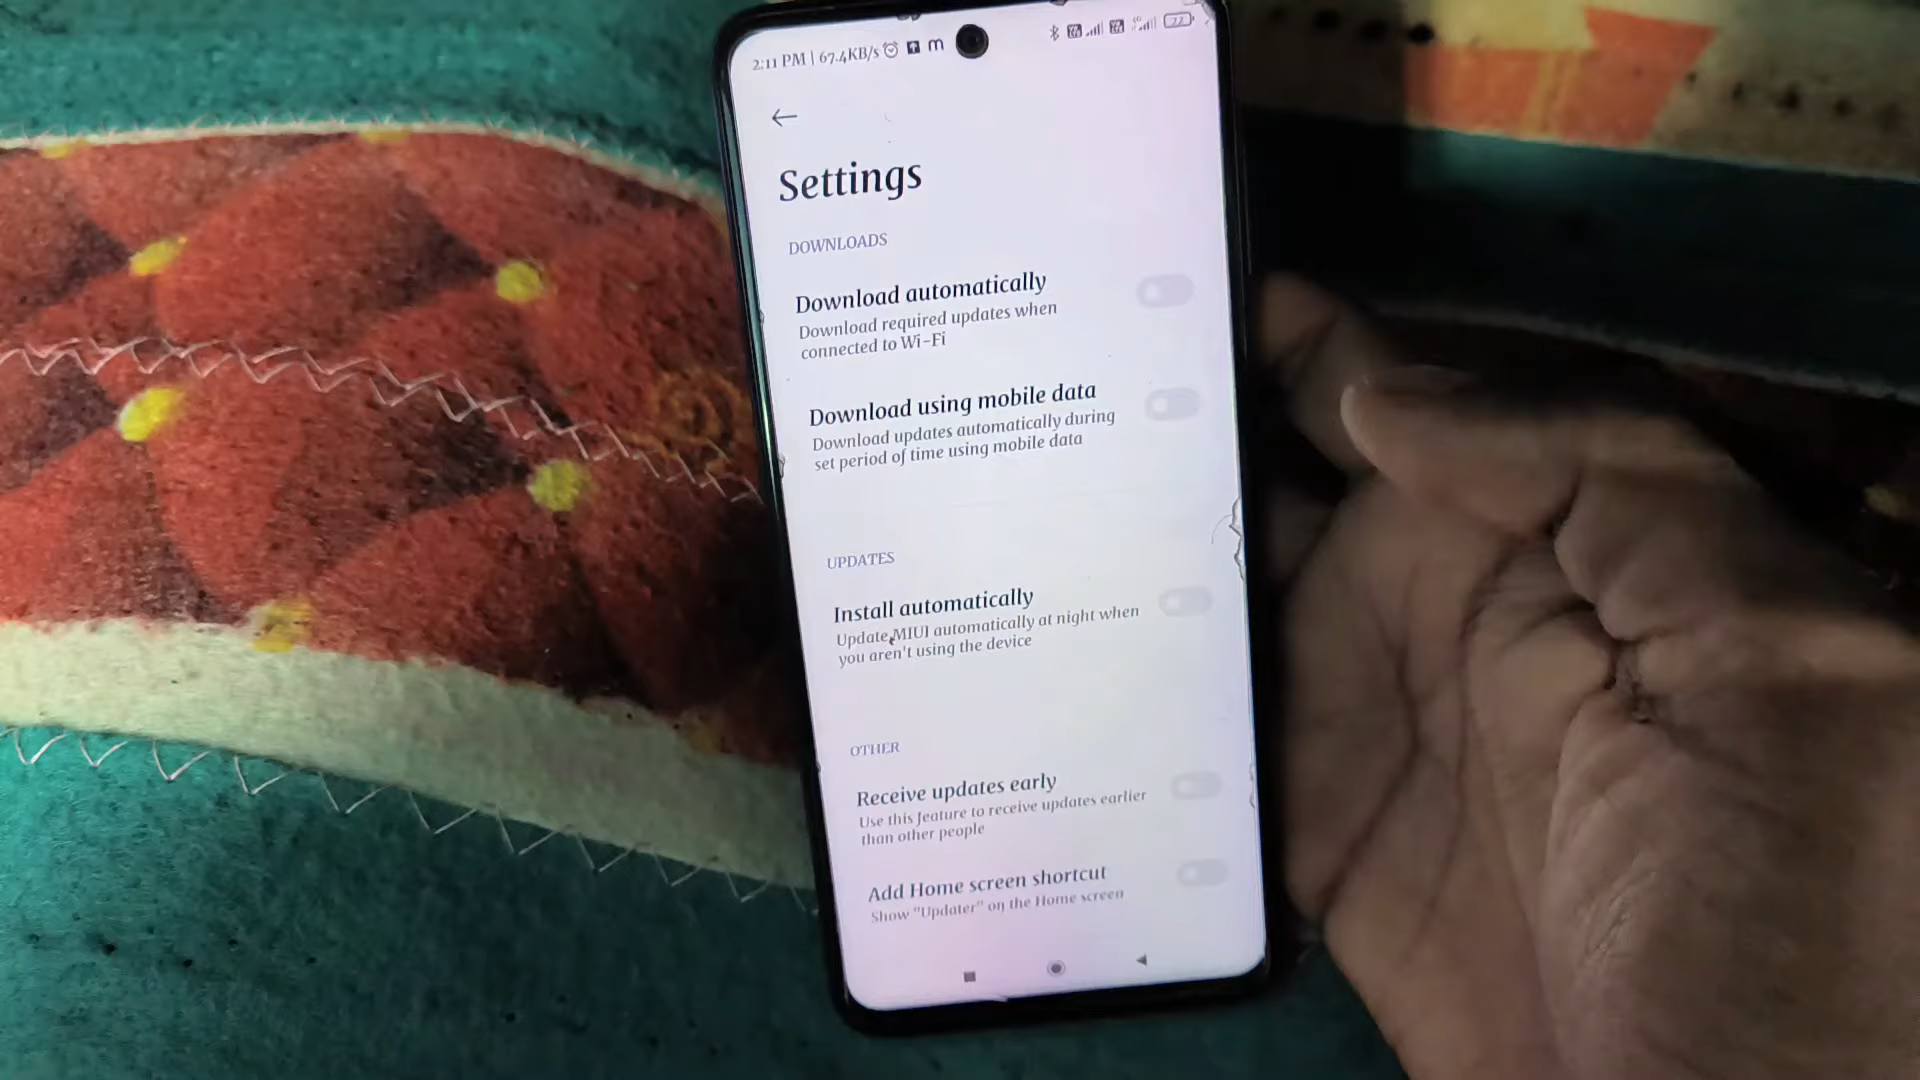 2:11 PM | 67.4KB/s m 77
Settings
DOWNLOADS
Download automatically
Download required updates when
connected to Wi-Fi
Download using mobile data
Download updates automatically during
set period of time using mobile data
UPDATES
Install automatically
Update MIUI automatically at night when
you aren't using the device
OTHER
Receive updates early
Use this feature to receive updates earlier
than other people
Add Home screen shortcut
Show "Updater" on the Home screen